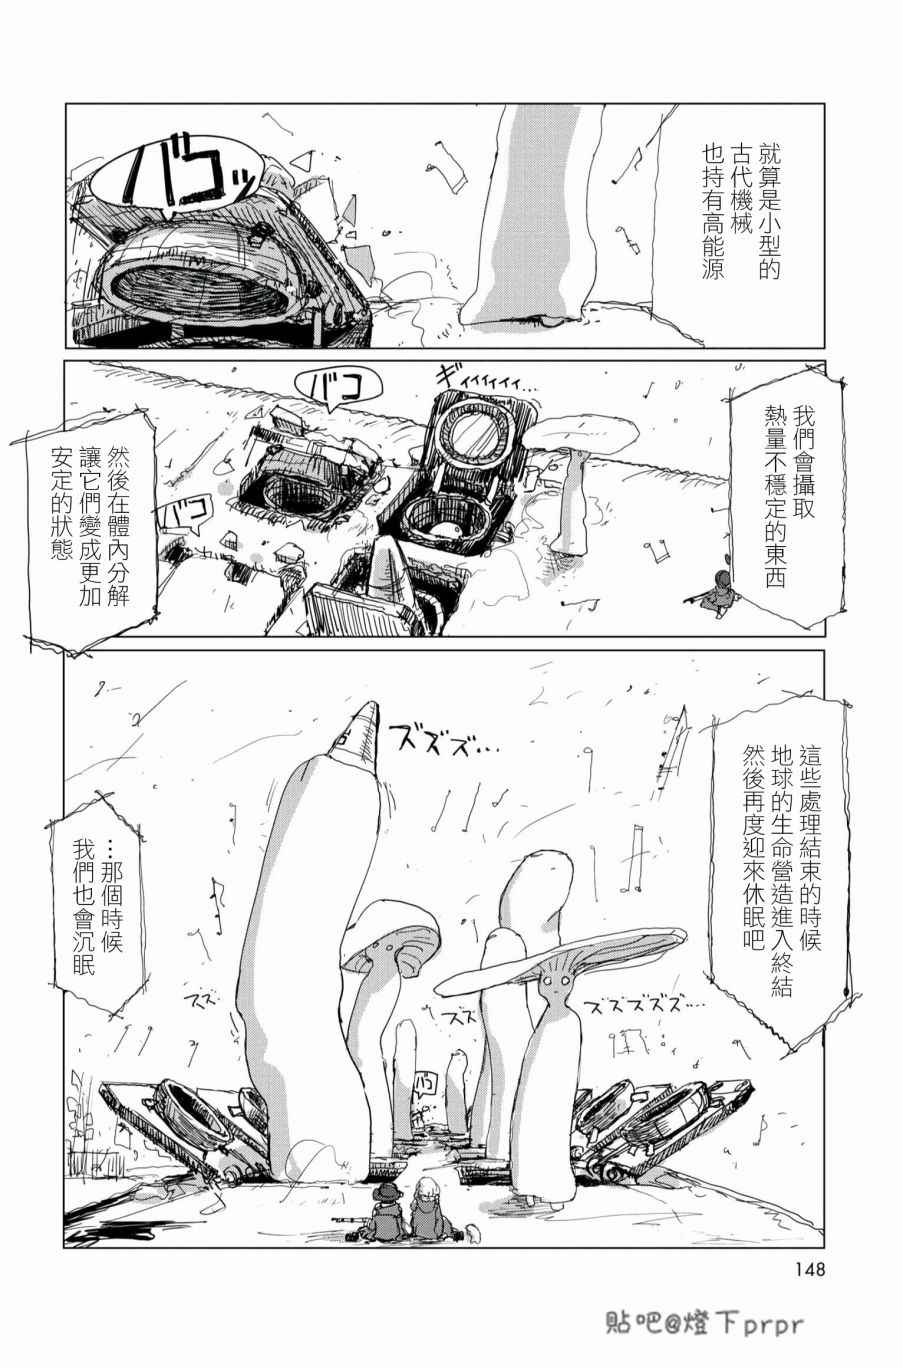 就算是小型的
古代機械
也持有高能源
バコッ
我們會攝取
熱量不穩定的東西
ギィィィィィ…
バコ
バコ
然後在體內分解
讓它們變成更加
安定的狀態
這些處理結束的時候
地球的生命營造進入終結
然後再度迎來休眠吧
ズズズ…
…那個時候
我們也會沉眠
ズズ
ズズ
ズズズズズ…
バコ
148
貼吧@燈下prpr